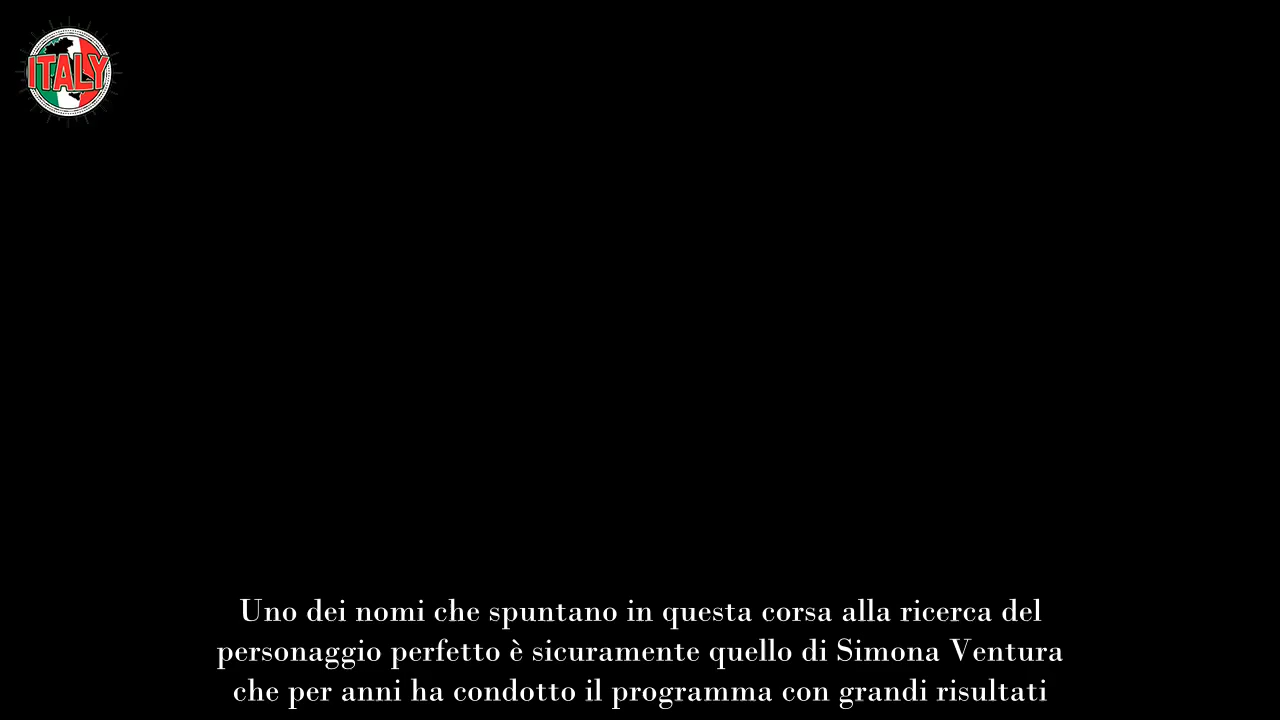 ITALY
Uno dei nomi che spuntano in questa corsa alla ricerca del
personaggio perfetto è sicuramente quello di Simona Ventura
che per anni ha condotto il programma con grandi risultati